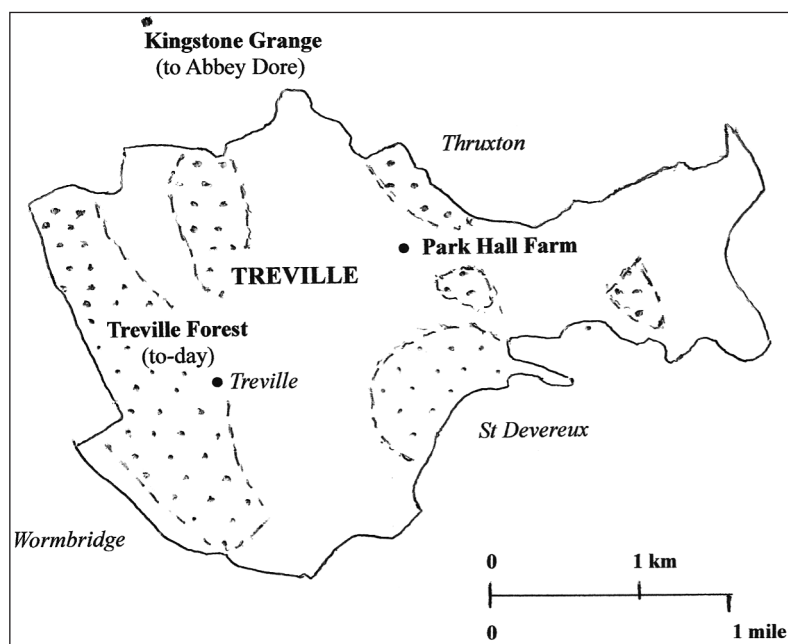 Kingstone Grange
(to Abbey Dore)
Thruxton
Park Hall Farm
TREVILLE
Treville Forest
(to-day)
Treville
St Devereux
Wormbridge
0 1 km
0 1 mile